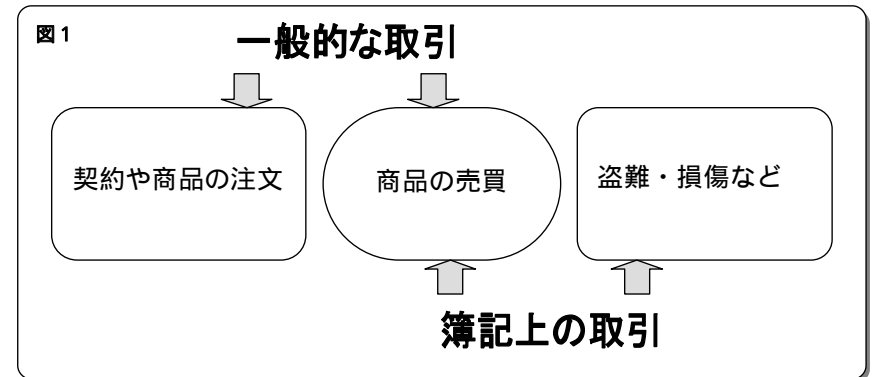 図1
一般的な取引
契約や商品の注文
商品の売買
盗難・損傷など
簿記上の取引